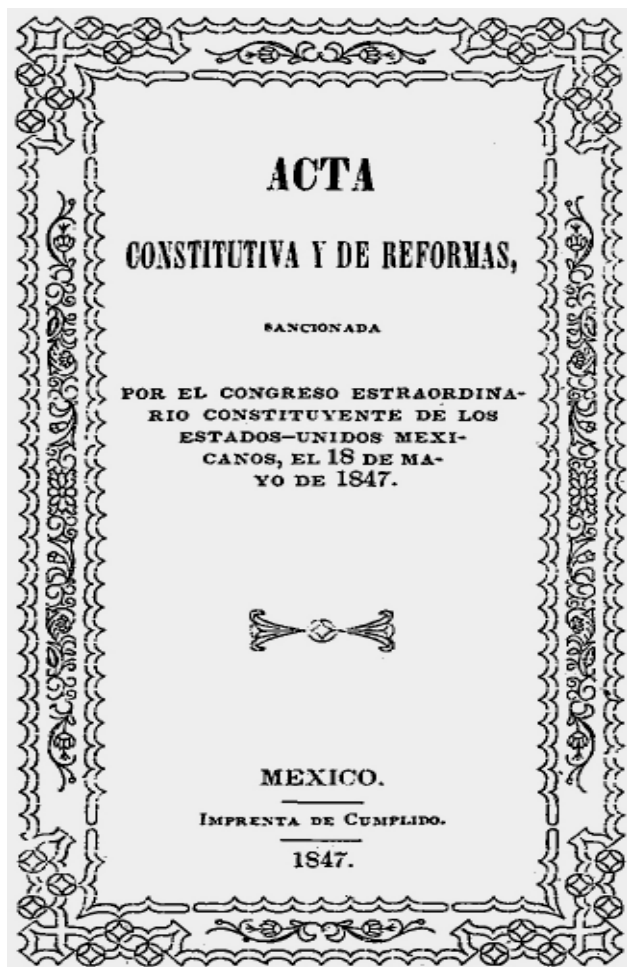 ACTA
CONSTITUTIVA Y DE REFORMAS,
SANCIONADA
POR EL CONGRESO ESTRAORDINA-
RIO CONSTITUYENTE DE LOS
ESTADOS-UNIDOS MEXI-
CANOS, EL 18 DE MA-
YO DE 1847.
MEXICO.
IMPRENTA DE CUMPLIDO.
1847.